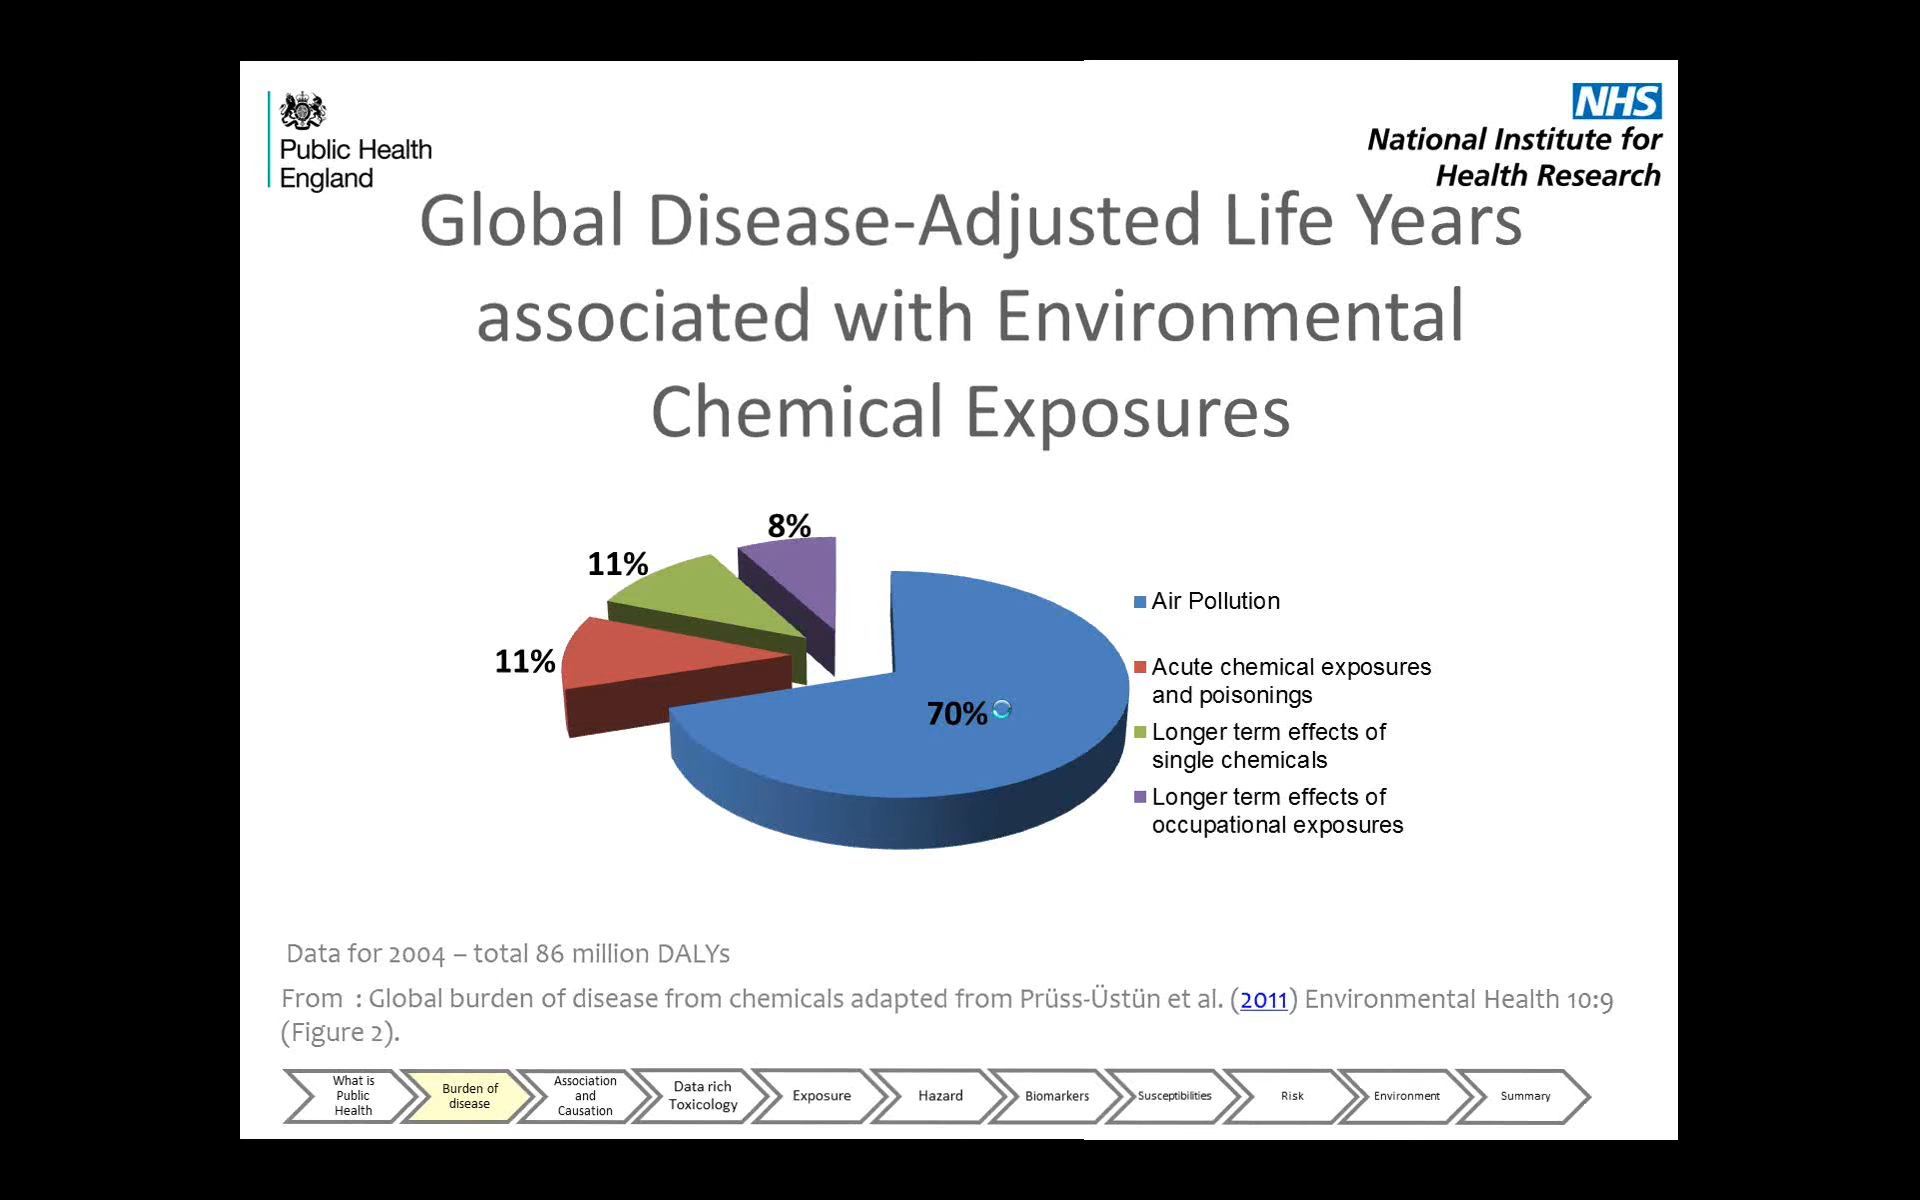 Public Health
England
NHS
National Institute for
Health Research
Global Disease-Adjusted Life Years
associated with Environmental
Chemical Exposures
8%
11%
11%
70%
Air Pollution
Acute chemical exposures
and poisonings
Longer term effects of
single chemicals
Longer term effects of
occupational exposures
Data for 2004 – total 86 million DALYs
From : Global burden of disease from chemicals adapted from Prüss-Üstün et al. (2011) Environmental Health 10:9
(Figure 2).
What is
Public
Health
Burden of
disease
Association
and
Causation
Data rich
Toxicology
Exposure
Hazard
Biomarkers
Susceptibilities
Risk
Environment
Summary